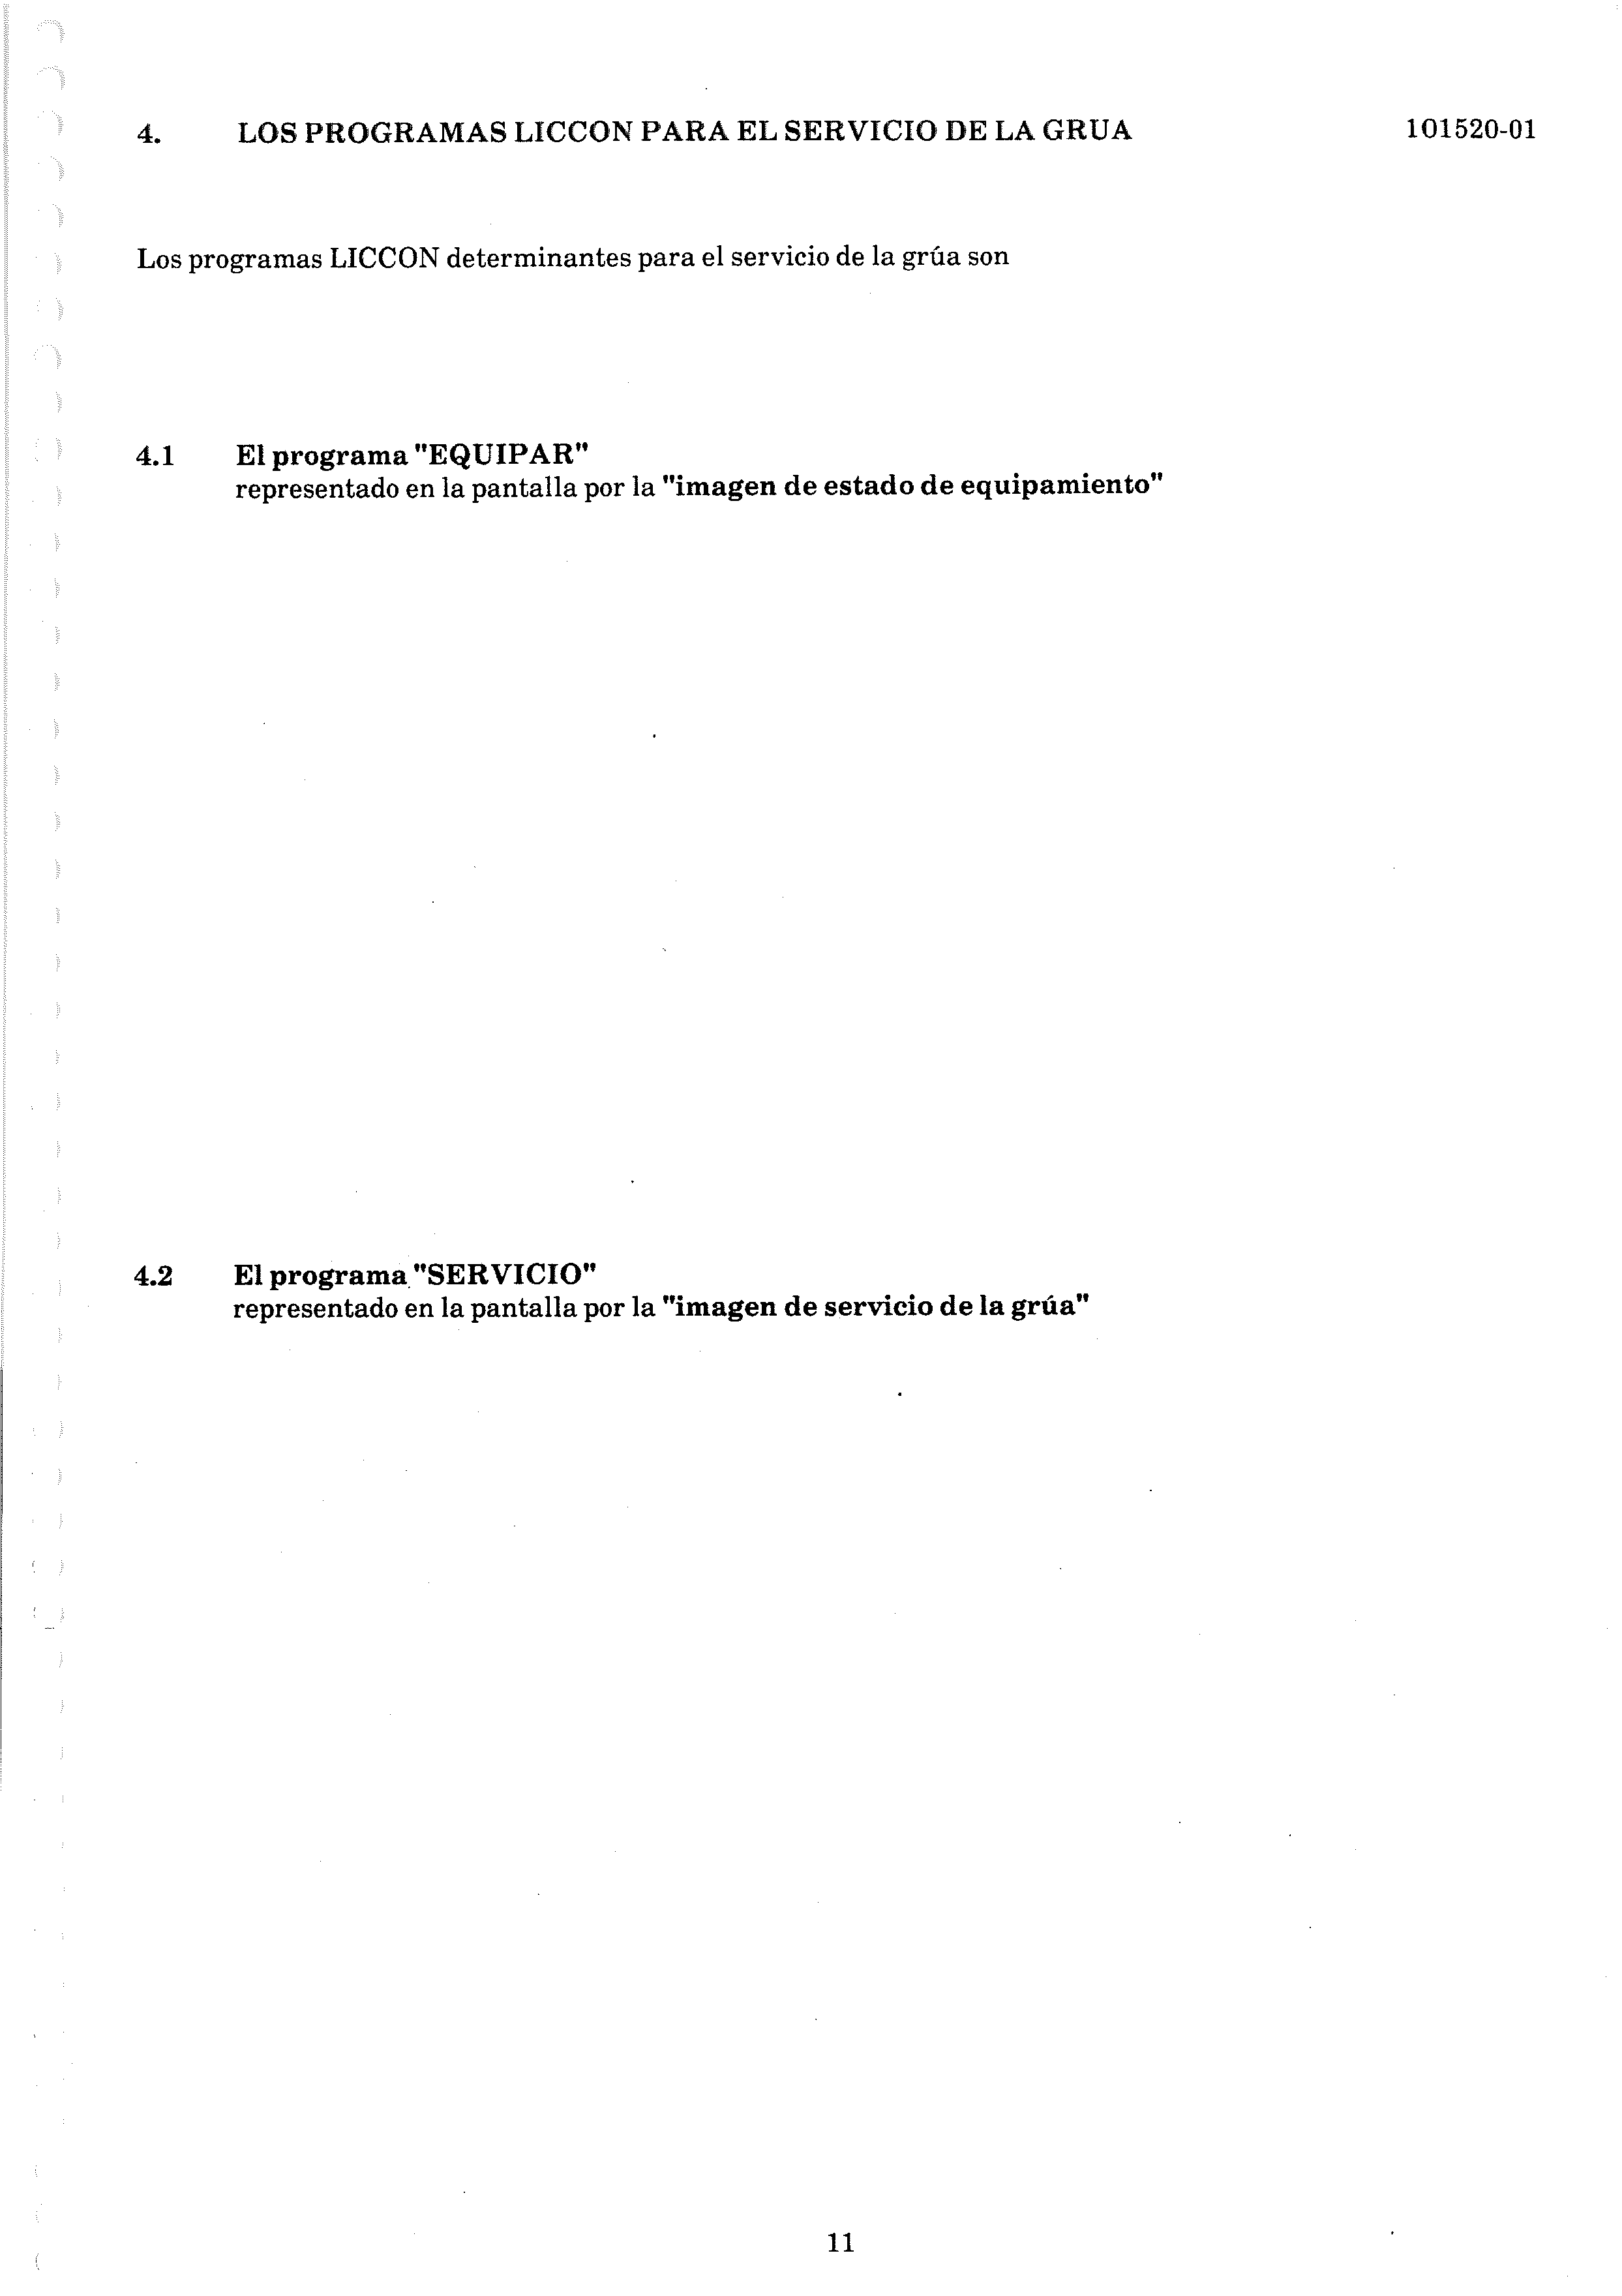 4. LOS PROGRAMAS LICCON PARA EL SERVICIO DE LA GRUA 101520-01
Los programas LICCON determinantes para el servicio de la grúa son
4.1 El programa "EQUIPAR"
representado en la pantalla por la "imagen de estado de equipamiento"
4.2 El programa "SERVICIO"
representado en la pantalla por la "imagen de servicio de la grúa"
11